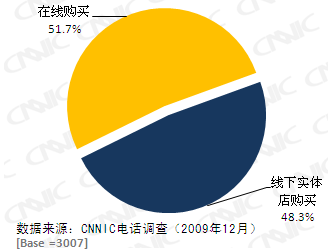 在线购买
51.7%
线下实体
店购买
48.3%
数据来源：CNNIC电话调查（2009年12月）
[Base =3007]